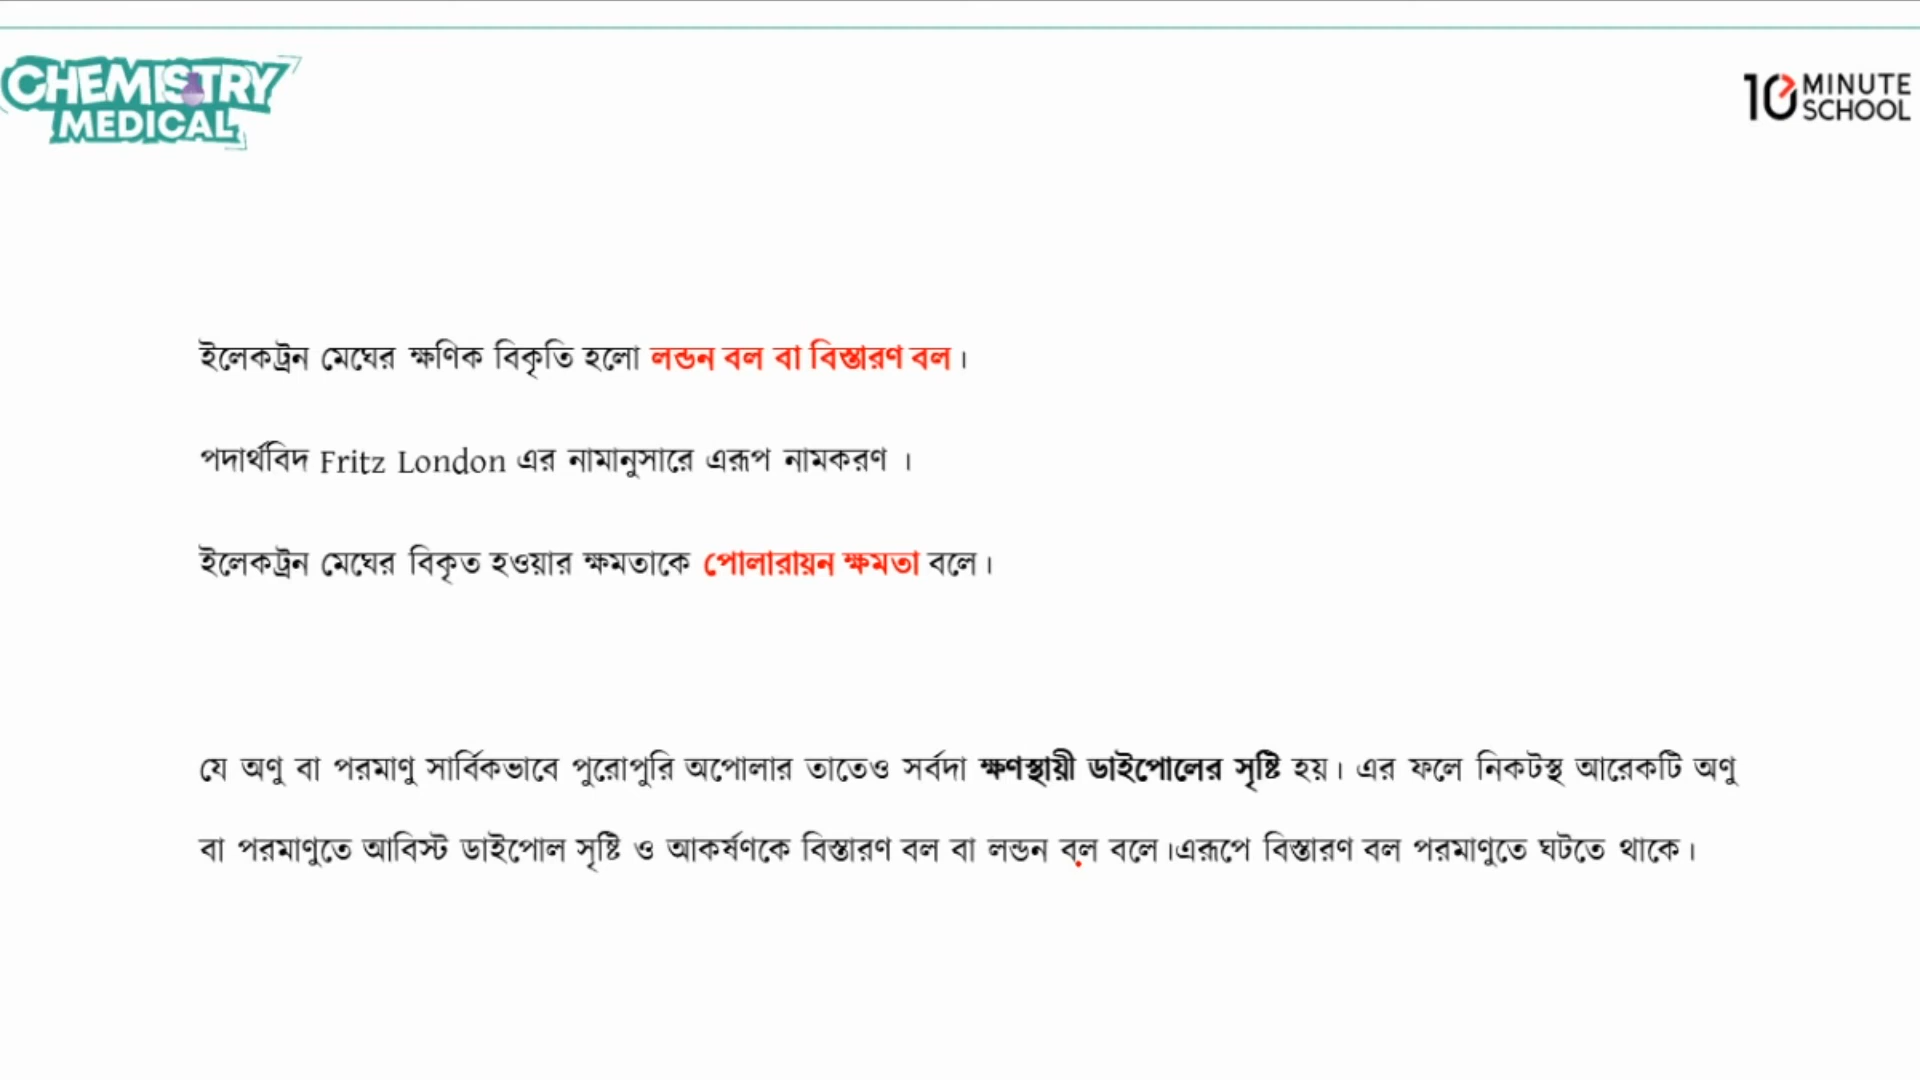 CHEMISTRY
MEDICAL
10 MINUTE
SCHOOL
ইলেকট্রন মেঘের ক্ষণিক বিকৃতি হলো লন্ডন বল বা বিস্তারণ বল।
পদার্থবিদ Fritz London এর নামানুসারে এরূপ নামকরণ ।
ইলেকট্রন মেঘের বিকৃত হওয়ার ক্ষমতাকে পোলারায়ন ক্ষমতা বলে।
যে অণু বা পরমাণু সার্বিকভাবে পুরোপুরি অপোলার তাতেও সর্বদা ক্ষণস্থায়ী ডাইপোলের সৃষ্টি হয়। এর ফলে নিকটস্থ আরেকটি অণু
বা পরমাণুতে আবিস্ট ডাইপোল সৃষ্টি ও আকর্ষণকে বিস্তারণ বল বা লন্ডন বল বলে।এরূপে বিস্তারণ বল পরমাণুতে ঘটতে থাকে।